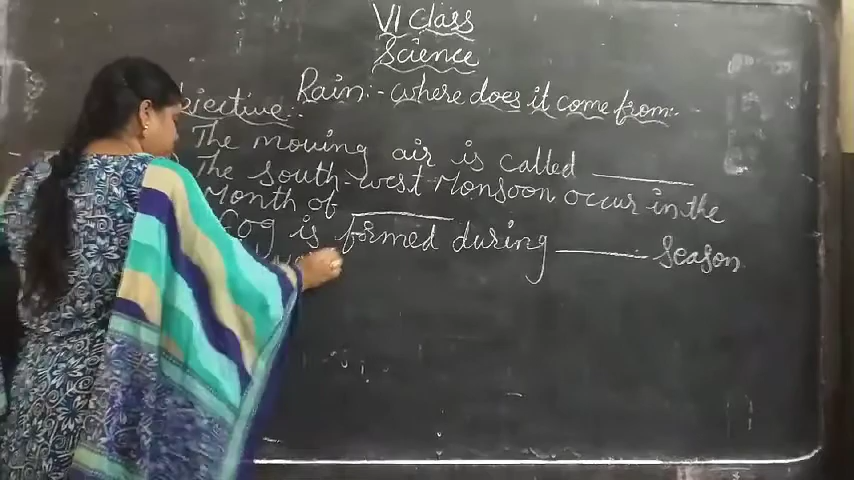 VI Class
Science
Rain:- where does it come from:-
bjective:-
The moving air is called ______
The south-west Monsoon occur in the
Month of ______
Fog is formed during ______ Season